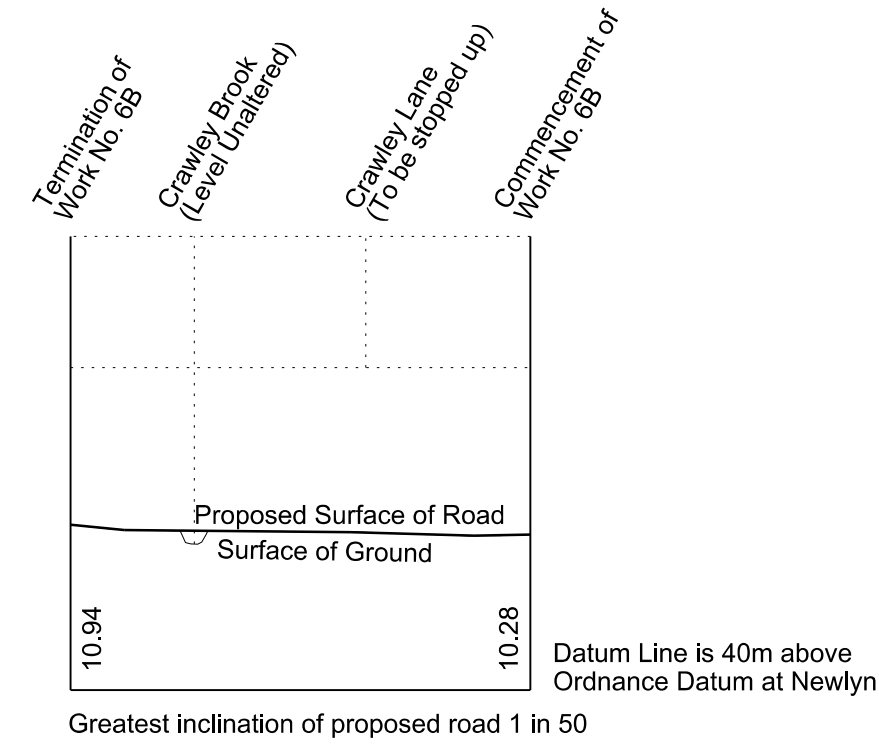 Termination of
Work No. 6B
Crawley Brook
(Level Unaltered)
Crawley Lane
(To be stopped up)
Commencement of
Work No. 6B
Proposed Surface of Road
Surface of Ground
10.94
10.28
Datum Line is 40m above
Ordnance Datum at Newlyn
Greatest inclination of proposed road 1 in 50